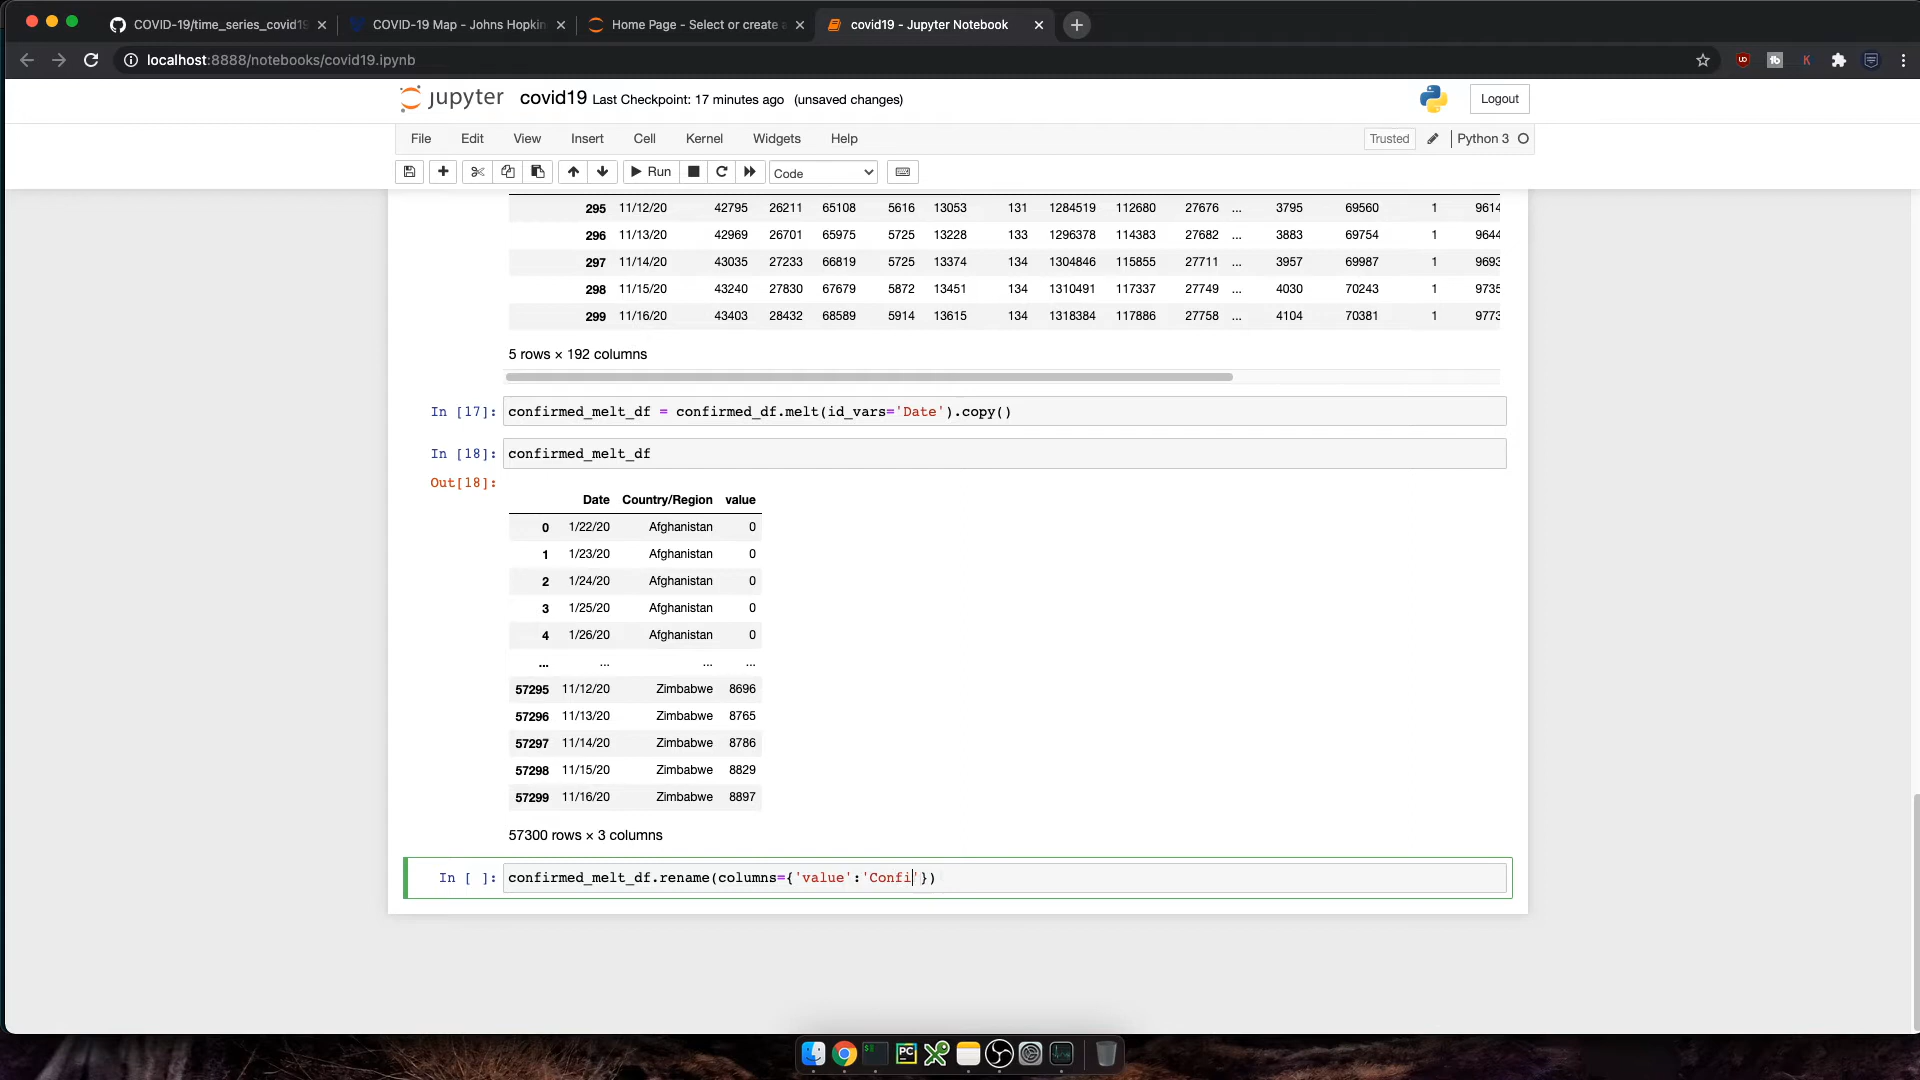 COVID-19/time_series_covid19
COVID-19 Map - Johns Hopkin
Home Page - Select or create a
covid19 - Jupyter Notebook
localhost:8888/notebooks/covid19.ipynb
jupyter covid19 Last Checkpoint: 17 minutes ago (unsaved changes)
Logout
File Edit View Insert Cell Kernel Widgets Help
Trusted Python 3
Run Code
295 11/12/20 42795 26211 65108 5616 13053 131 1284519 112680 27676 ... 3795 69560 1 9614
296 11/13/20 42969 26701 65975 5725 13228 133 1296378 114383 27682 ... 3883 69754 1 9644
297 11/14/20 43035 27233 66819 5725 13374 134 1304846 115855 27711 ... 3957 69987 1 9693
298 11/15/20 43240 27830 67679 5872 13451 134 1310491 117337 27749 ... 4030 70243 1 9735
299 11/16/20 43403 28432 68589 5914 13615 134 1318384 117886 27758 ... 4104 70381 1 9773
5 rows × 192 columns
In [17]: confirmed_melt_df = confirmed_df.melt(id_vars='Date').copy()
In [18]: confirmed_melt_df
Out[18]:
Date Country/Region value
0 1/22/20 Afghanistan 0
1 1/23/20 Afghanistan 0
2 1/24/20 Afghanistan 0
3 1/25/20 Afghanistan 0
4 1/26/20 Afghanistan 0
... ... ... ...
57295 11/12/20 Zimbabwe 8696
57296 11/13/20 Zimbabwe 8765
57297 11/14/20 Zimbabwe 8786
57298 11/15/20 Zimbabwe 8829
57299 11/16/20 Zimbabwe 8897
57300 rows × 3 columns
In [ ]: confirmed_melt_df.rename(columns={'value':'Confi'})
PC